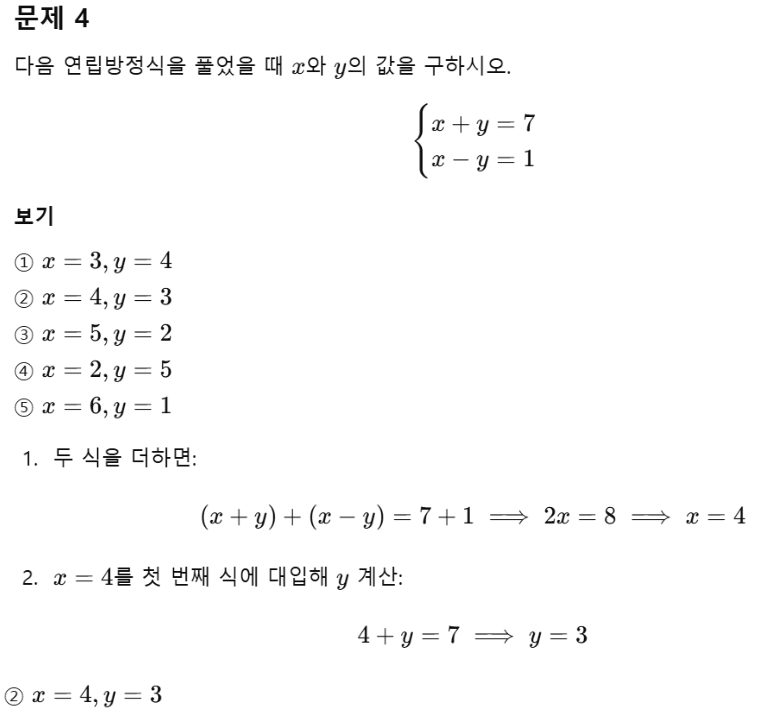 문제 4
다음 연립방정식을 풀었을 때 x와 y의 값을 구하시오.
{x + y = 7
x − y = 1
보기
① x = 3, y = 4
② x = 4, y = 3
③ x = 5, y = 2
④ x = 2, y = 5
⑤ x = 6, y = 1
1. 두 식을 더하면:
(x + y) + (x − y) = 7 + 1 ⟹ 2x = 8 ⟹ x = 4
2. x = 4를 첫 번째 식에 대입해 y 계산:
4 + y = 7 ⟹ y = 3
② x = 4, y = 3